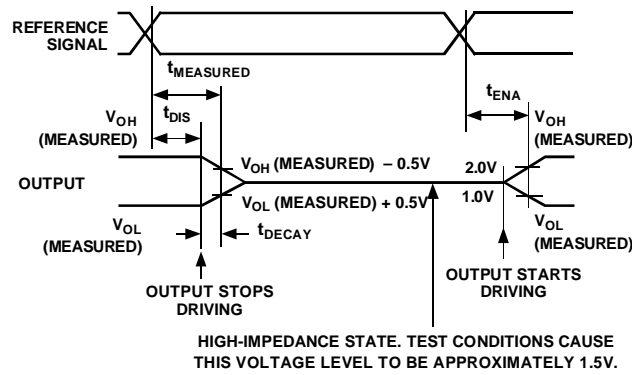 REFERENCE
SIGNAL
tMEASURED
tENA
tDIS
VOH
(MEASURED)
VOH
(MEASURED)
VOH (MEASURED) – 0.5V
2.0V
OUTPUT
VOL (MEASURED) + 0.5V
1.0V
VOL
(MEASURED)
VOL
(MEASURED)
tDECAY
OUTPUT STOPS
DRIVING
OUTPUT STARTS
DRIVING
HIGH-IMPEDANCE STATE. TEST CONDITIONS CAUSE
THIS VOLTAGE LEVEL TO BE APPROXIMATELY 1.5V.